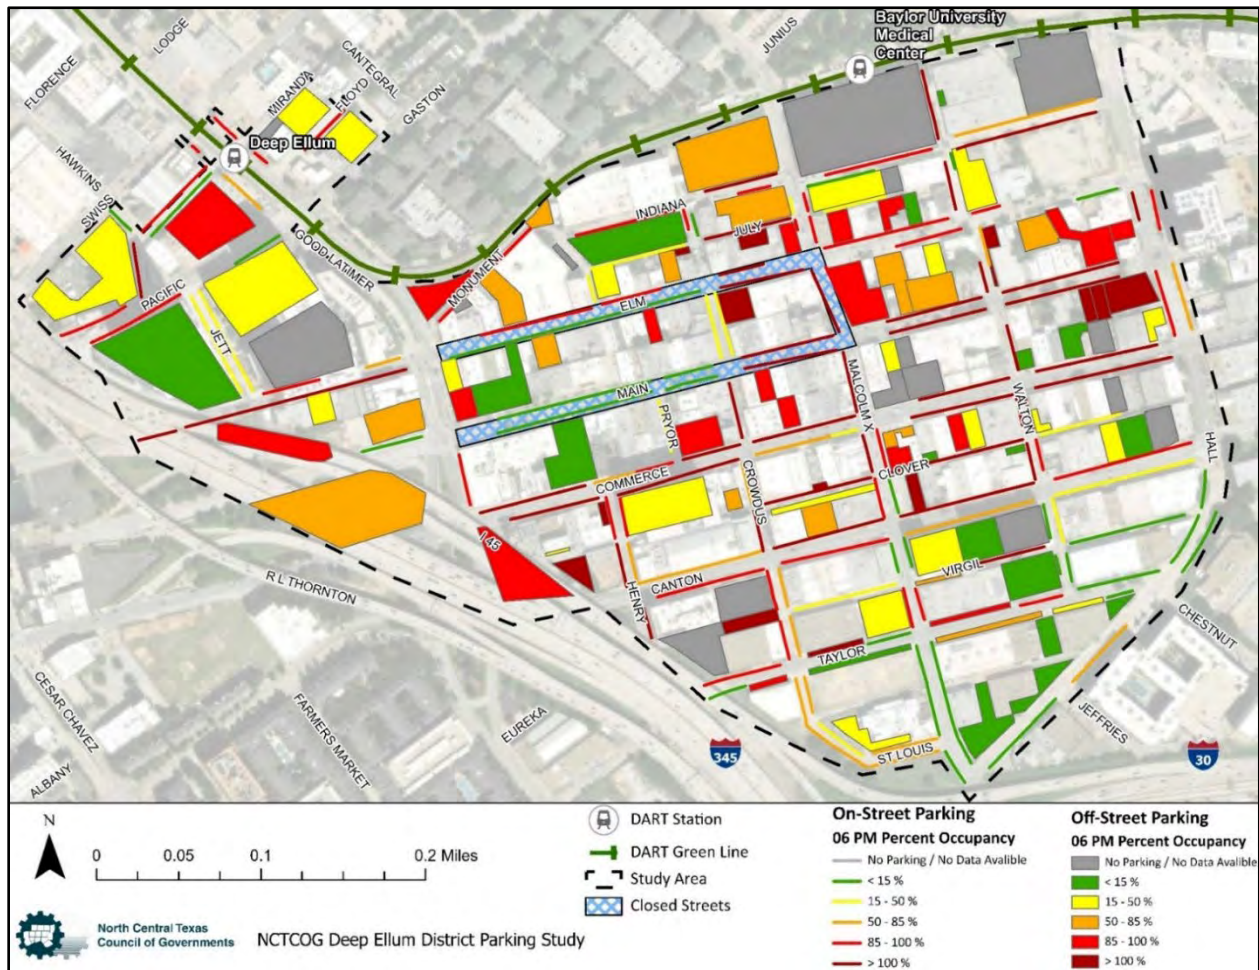 Baylor University
Medical
Center
LODGE
FLORENCE
CANTEGRAL
MIRANDA
FLOYD
GASTON
JUNIUS
Deep Ellum
HAWKINS
SWISS
GOOD LATIMER
INDIANA
JULY
MONUMENT
PACIFIC
JETT
ELM
MAIN
MALCOLM X
WALTON
HALL
PRYOR
CROWDUS
COMMERCE
CLOVER
I 45
R L THORNTON
HENRY
CANTON
VIRGIL
TAYLOR
CHESTNUT
JEFFRIES
ST LOUIS
CESAR CHAVEZ
FARMERS MARKET
EUREKA
ALBANY
345
30
N
0 0.05 0.1 0.2 Miles
DART Station
DART Green Line
Study Area
Closed Streets
On-Street Parking
06 PM Percent Occupancy
No Parking / No Data Avalible
< 15 %
15 - 50 %
50 - 85 %
85 - 100 %
> 100 %
Off-Street Parking
06 PM Percent Occupancy
No Parking / No Data Avalible
< 15 %
15 - 50 %
50 - 85 %
85 - 100 %
> 100 %
North Central Texas
Council of Governments
NCTCOG Deep Ellum District Parking Study